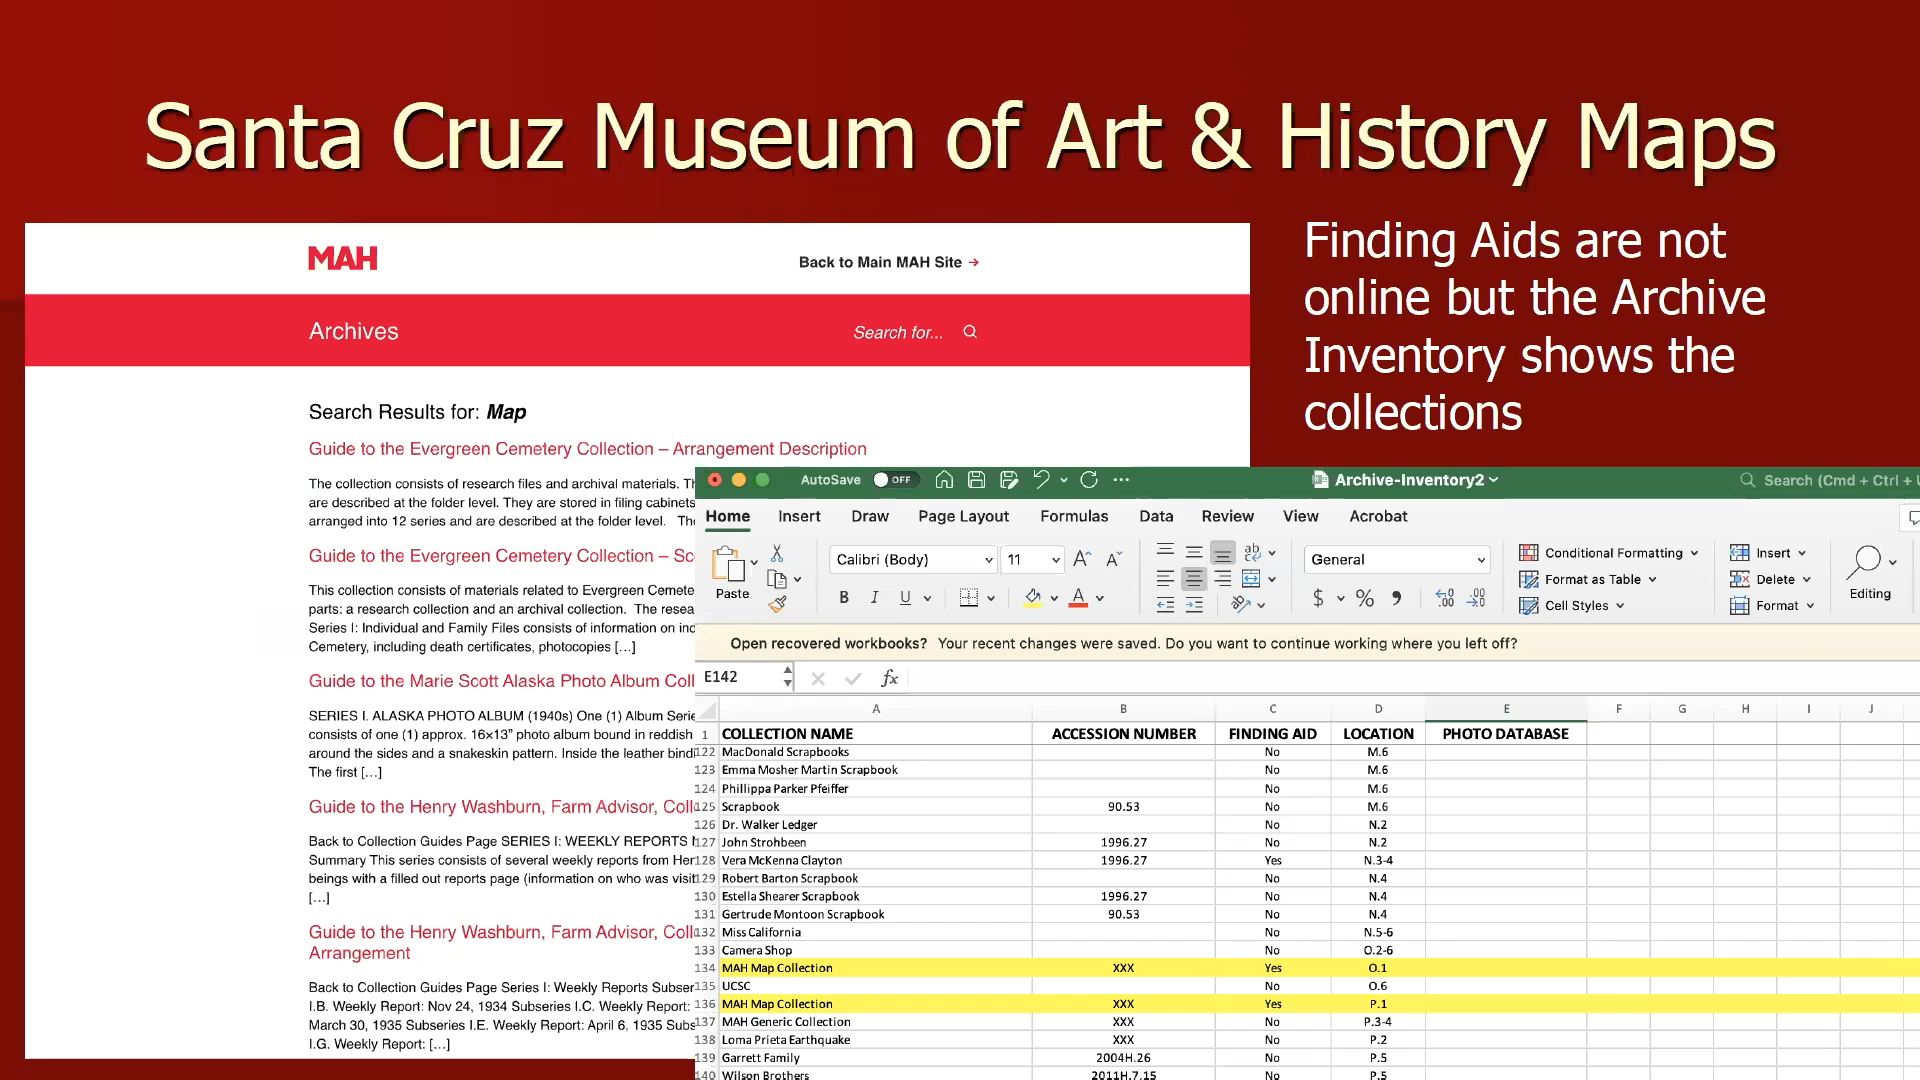 Santa Cruz Museum of Art & History Maps
MAH
Back to Main MAH Site →
Archives
Search for...
Search Results for: Map
Guide to the Evergreen Cemetery Collection – Arrangement Description
The collection consists of research files and archival materials.
are described at the folder level. They are stored in filing cabinets
arranged into 12 series and are described at the folder level.
Guide to the Evergreen Cemetery Collection –
This collection consists of materials related to Evergreen
parts: a research collection and an archival collection. The
Series I: Individual and Family Files consists of information on
Cemetery, including death certificates, photocopies […]
Guide to the Marie Scott Alaska Photo Album
SERIES I. ALASKA PHOTO ALBUM (1940s) One (1) Album
consists of one (1) approx. 16×13” photo album bound in reddish
around the sides and a snakeskin pattern. Inside the leather
The first […]
Guide to the Henry Washburn, Farm Advisor,
Back to Collection Guides Page SERIES I: WEEKLY REPORTS
Summary This series consists of several weekly reports from
beings with a filled out reports page (information on who was
[…]
Guide to the Henry Washburn, Farm Advisor,
Arrangement
Back to Collection Guides Page Series I: Weekly Reports
I.B. Weekly Report: Nov 24, 1934 Subseries I.C. Weekly Report:
March 30, 1935 Subseries I.E. Weekly Report: April 6, 1935
I.G. Weekly Report: […]
Finding Aids are not
online but the Archive
Inventory shows the
collections
AutoSave OFF Archive-Inventory2 Search (Cmd + Ctrl +
Home Insert Draw Page Layout Formulas Data Review View Acrobat
Paste
Calibri (Body) 11
B I U
General
$ % 9
Conditional Formatting
Format as Table
Cell Styles
Insert
Delete
Format
Editing
Open recovered workbooks? Your recent changes were saved. Do you want to continue working where you left off?
E142 fx
A B C D E F G H I J
1 COLLECTION NAME ACCESSION NUMBER FINDING AID LOCATION PHOTO DATABASE
122 MacDonald Scrapbooks No M.6
123 Emma Mosher Martin Scrapbook No M.6
124 Phillippa Parker Pfeiffer No M.6
125 Scrapbook 90.53 No M.6
126 Dr. Walker Ledger No N.2
127 John Strohbeen 1996.27 No N.2
128 Vera McKenna Clayton 1996.27 Yes N.3-4
129 Robert Barton Scrapbook No N.4
130 Estella Shearer Scrapbook 1996.27 No N.4
131 Gertrude Montoon Scrapbook 90.53 No N.4
132 Miss California No N.5-6
133 Camera Shop No O.2-6
134 MAH Map Collection XXX Yes O.1
135 UCSC No O.6
136 MAH Map Collection XXX Yes P.1
137 MAH Generic Collection XXX No P.3-4
138 Loma Prieta Earthquake XXX No P.2
139 Garrett Family 2004H.26 No P.5
140 Wilson Brothers 2011H.7.15 No P.5